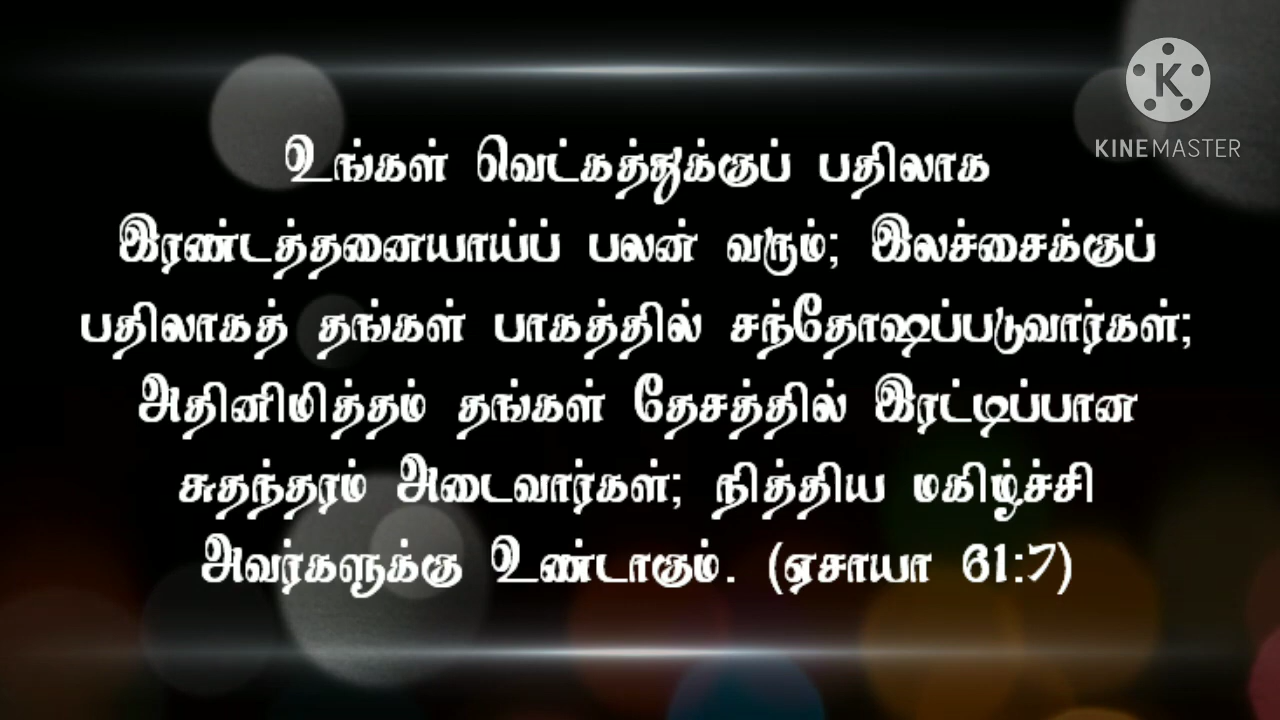 KINEMASTER
உங்கள் வெட்கத்துக்குப் பதிலாக
இரண்டத்தனையாய்ப் பலன் வரும்; இலச்சைக்குப்
பதிலாகத் தங்கள் பாகத்தில் சந்தோஷப்படுவார்கள்;
அதினிமித்தம் தங்கள் தேசத்தில் இரட்டிப்பான
சுதந்தரம் அடைவார்கள்; நித்திய மகிழ்ச்சி
அவர்களுக்கு உண்டாகும். (ஏசாயா 61:7)